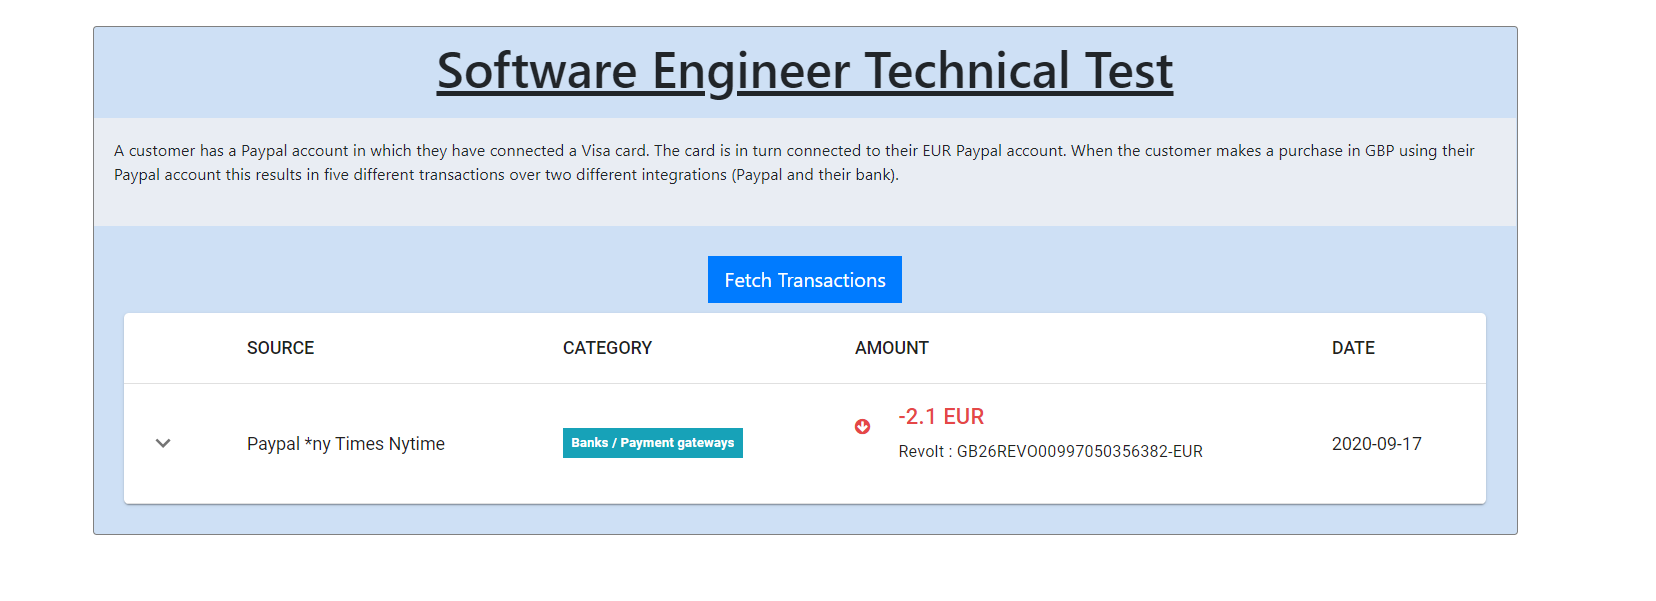 Software Engineer Technical Test
A customer has a Paypal account in which they have connected a Visa card. The card is in turn connected to their EUR Paypal account. When the customer makes a purchase in GBP using their
Paypal account this results in five different transactions over two different integrations (Paypal and their bank).
Fetch Transactions
SOURCE CATEGORY AMOUNT DATE
-2.1 EUR
Paypal *ny Times Nytime Banks / Payment gateways 2020-09-17
Revolt : GB26REVO00997050356382-EUR